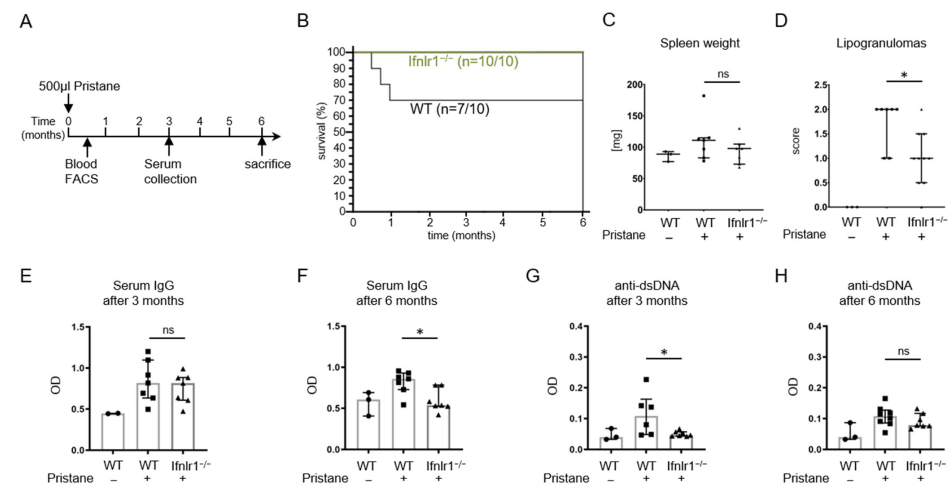 A
500µl Pristane
Time
(months)
0 1 2 3 4 5 6
Blood
FACS
Serum
collection
sacrifice
B
survival (%)
100
90
80
70
60
50
40
30
20
10
0
Ifnlr1⁻/⁻ (n=10/10)
WT (n=7/10)
0 1 2 3 4 5 6
time (months)
C
Spleen weight
ns
[mg]
200
150
100
50
0
WT WT Ifnlr1⁻/⁻
Pristane – + +
D
Lipogranulomas
*
score
2.5
2.0
1.5
1.0
0.5
0.0
WT WT Ifnlr1⁻/⁻
Pristane – + +
E
Serum IgG
after 3 months
ns
OD
1.5
1.0
0.5
0.0
WT WT Ifnlr1⁻/⁻
Pristane – + +
F
Serum IgG
after 6 months
*
OD
1.5
1.0
0.5
0.0
WT WT Ifnlr1⁻/⁻
Pristane – + +
G
anti-dsDNA
after 3 months
*
OD
0.4
0.3
0.2
0.1
0.0
WT WT Ifnlr1⁻/⁻
Pristane – + +
H
anti-dsDNA
after 6 months
ns
OD
0.4
0.3
0.2
0.1
0.0
WT WT Ifnlr1⁻/⁻
Pristane – + +